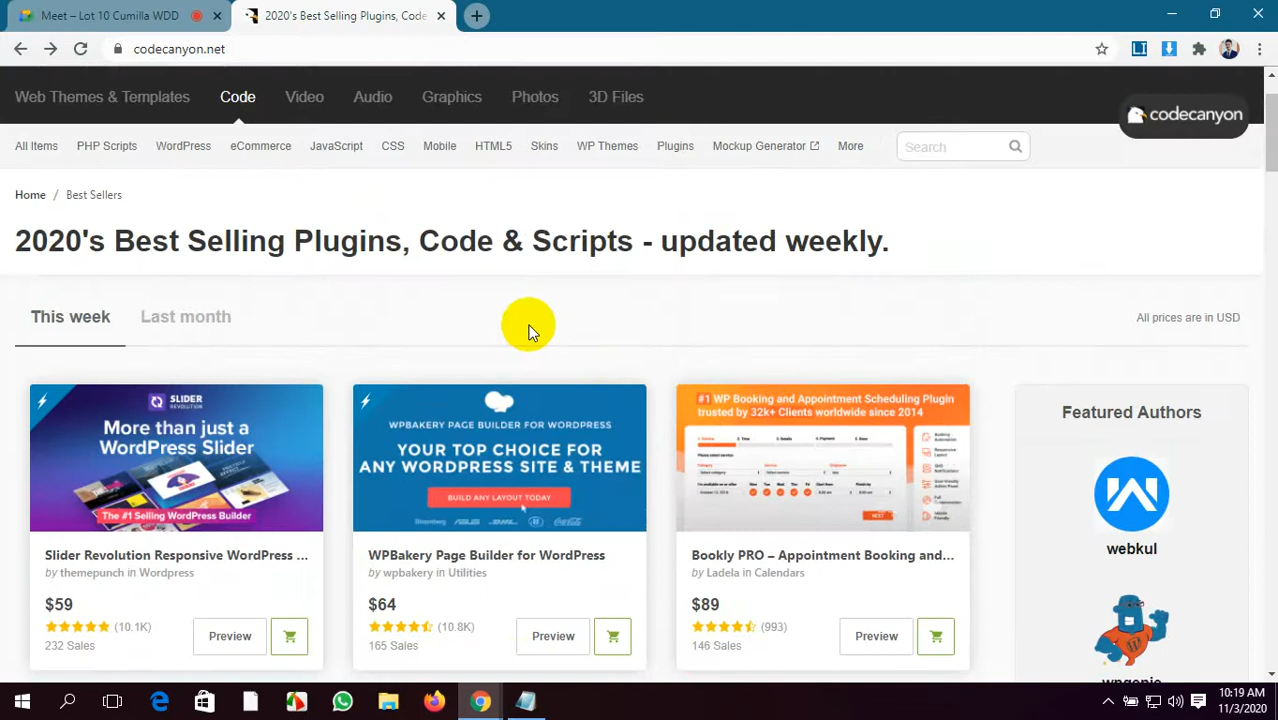 Meet – Lot 10 Cumilla WDD
2020's Best Selling Plugins, Code
codecanyon.net
Web Themes & Templates Code Video Audio Graphics Photos 3D Files
codecanyon
All Items PHP Scripts WordPress eCommerce JavaScript CSS Mobile HTML5 Skins WP Themes Plugins Mockup Generator More
Search
Home / Best Sellers
2020's Best Selling Plugins, Code & Scripts - updated weekly.
This week Last month
All prices are in USD
SLIDER
REVOLUTION
More than just a
WordPress Slider
The #1 Selling WordPress Builder
Slider Revolution Responsive WordPress ...
by themepunch in Wordpress
$59
(10.1K)
232 Sales
Preview
WPBAKERY PAGE BUILDER FOR WORDPRESS
YOUR TOP CHOICE FOR
ANY WORDPRESS SITE & THEME
BUILD ANY LAYOUT TODAY
Bloomberg ASUS DHL Coca-Cola
WPBakery Page Builder for WordPress
by wpbakery in Utilities
$64
(10.8K)
165 Sales
Preview
#1 WP Booking and Appointment Scheduling Plugin
trusted by 32k+ Clients worldwide since 2014
NEXT
Bookly PRO – Appointment Booking and...
by Ladela in Calendars
$89
(993)
146 Sales
Preview
Featured Authors
webkul
10:19 AM
11/3/2020